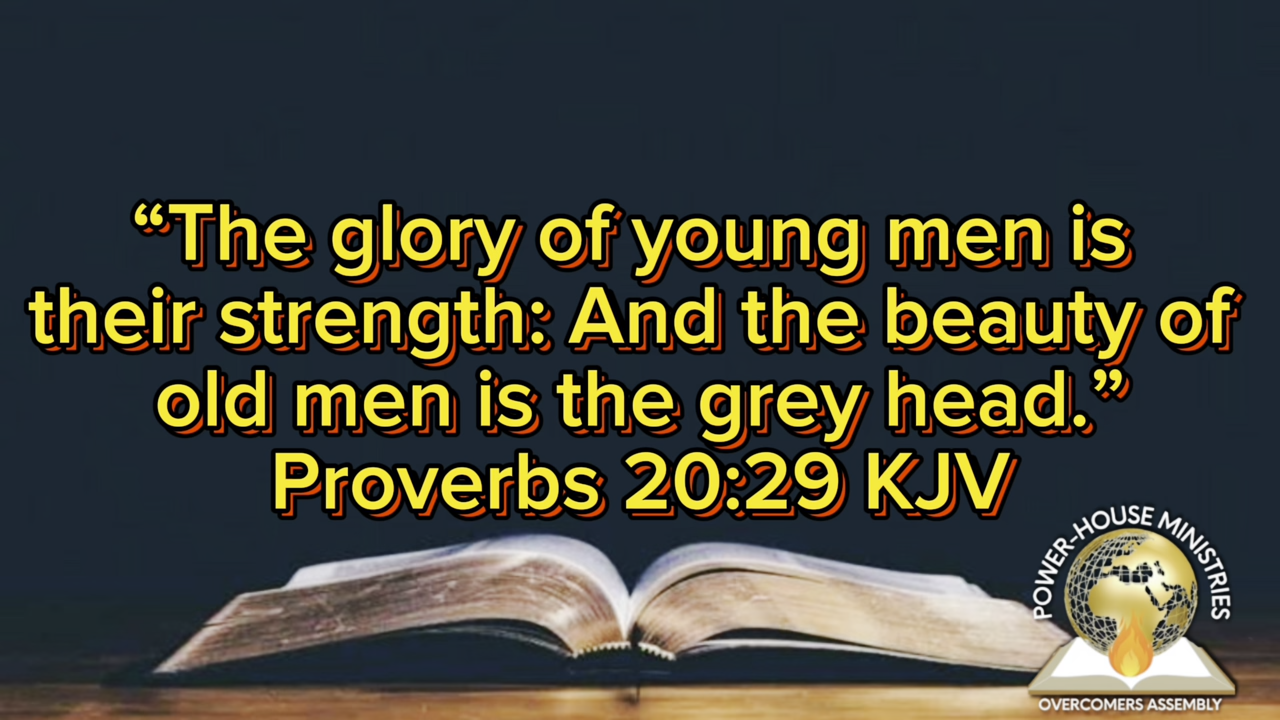 “The glory of young men is
their strength: And the beauty of
old men is the grey head.”
Proverbs 20:29 KJV
POWER-HOUSE MINISTRIES
OVERCOMERS ASSEMBLY